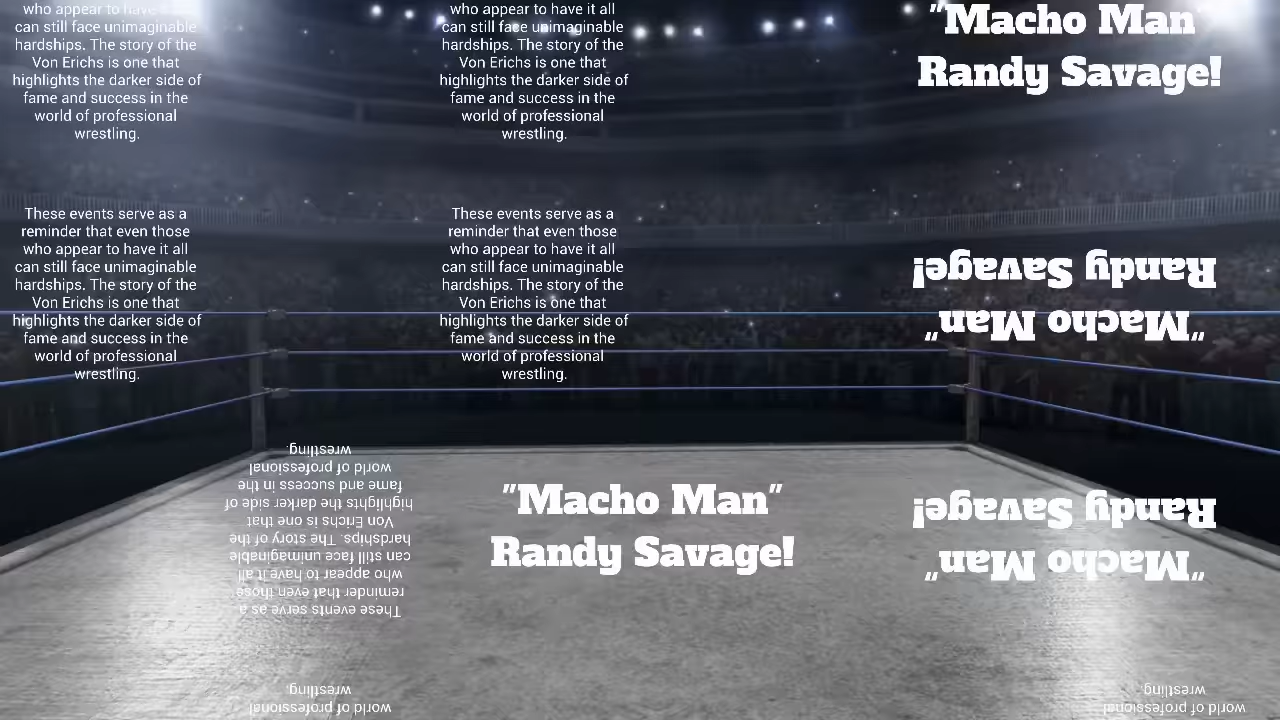 who appear to have it all
can still face unimaginable
hardships. The story of the
Von Erichs is one that
highlights the darker side of
fame and success in the
world of professional
wrestling.
who appear to have it all
can still face unimaginable
hardships. The story of the
Von Erichs is one that
highlights the darker side of
fame and success in the
world of professional
wrestling.
"Macho Man"
Randy Savage!
These events serve as a
reminder that even those
who appear to have it all
can still face unimaginable
hardships. The story of the
Von Erichs is one that
highlights the darker side of
fame and success in the
world of professional
wrestling.
These events serve as a
reminder that even those
who appear to have it all
can still face unimaginable
hardships. The story of the
Von Erichs is one that
highlights the darker side of
fame and success in the
world of professional
wrestling.
"Macho Man"
Randy Savage!
These events serve as a
reminder that even those
who appear to have it all
can still face unimaginable
hardships. The story of the
Von Erichs is one that
highlights the darker side of
fame and success in the
world of professional
wrestling.
"Macho Man"
Randy Savage!
"Macho Man"
Randy Savage!
world of professional
wrestling.
world of professional
wrestling.